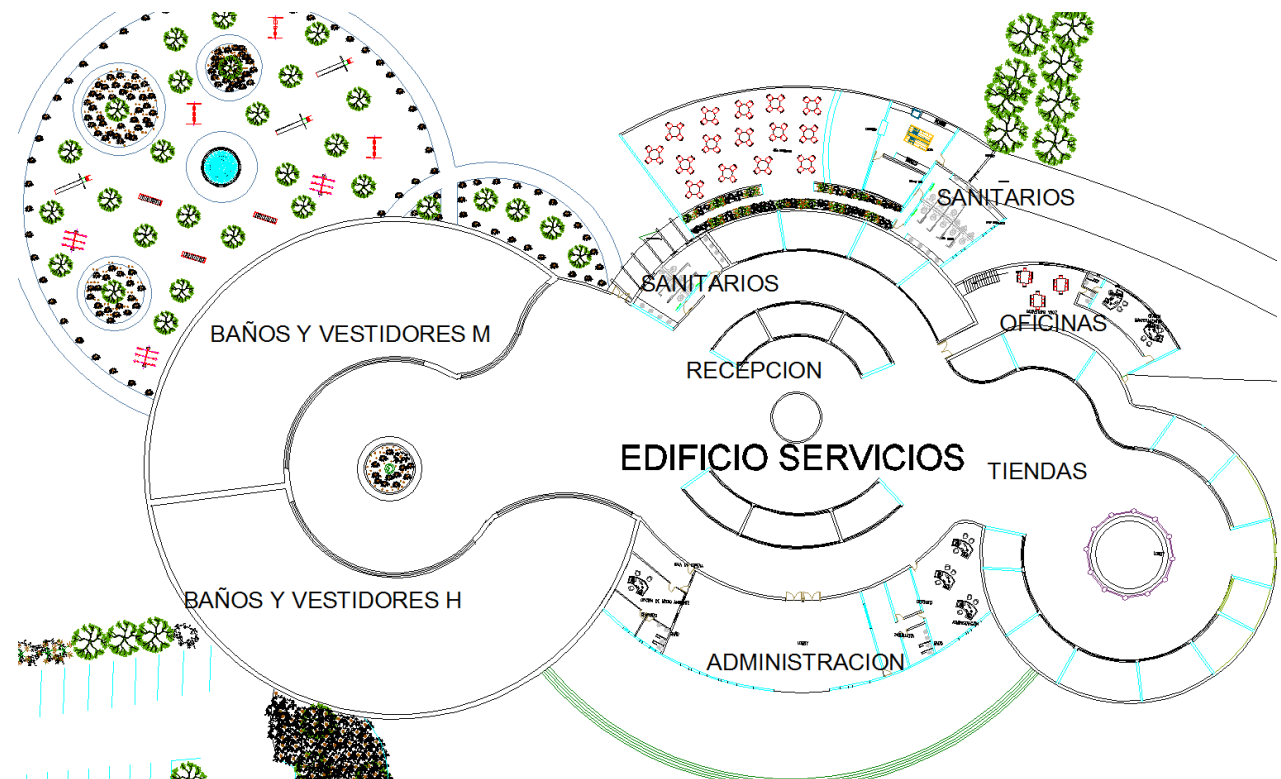 SANITARIOS
SANITARIOS
OFICINAS
BAÑOS Y VESTIDORES M
RECEPCION
EDIFICIO SERVICIOS
TIENDAS
BAÑOS Y VESTIDORES H
ADMINISTRACION